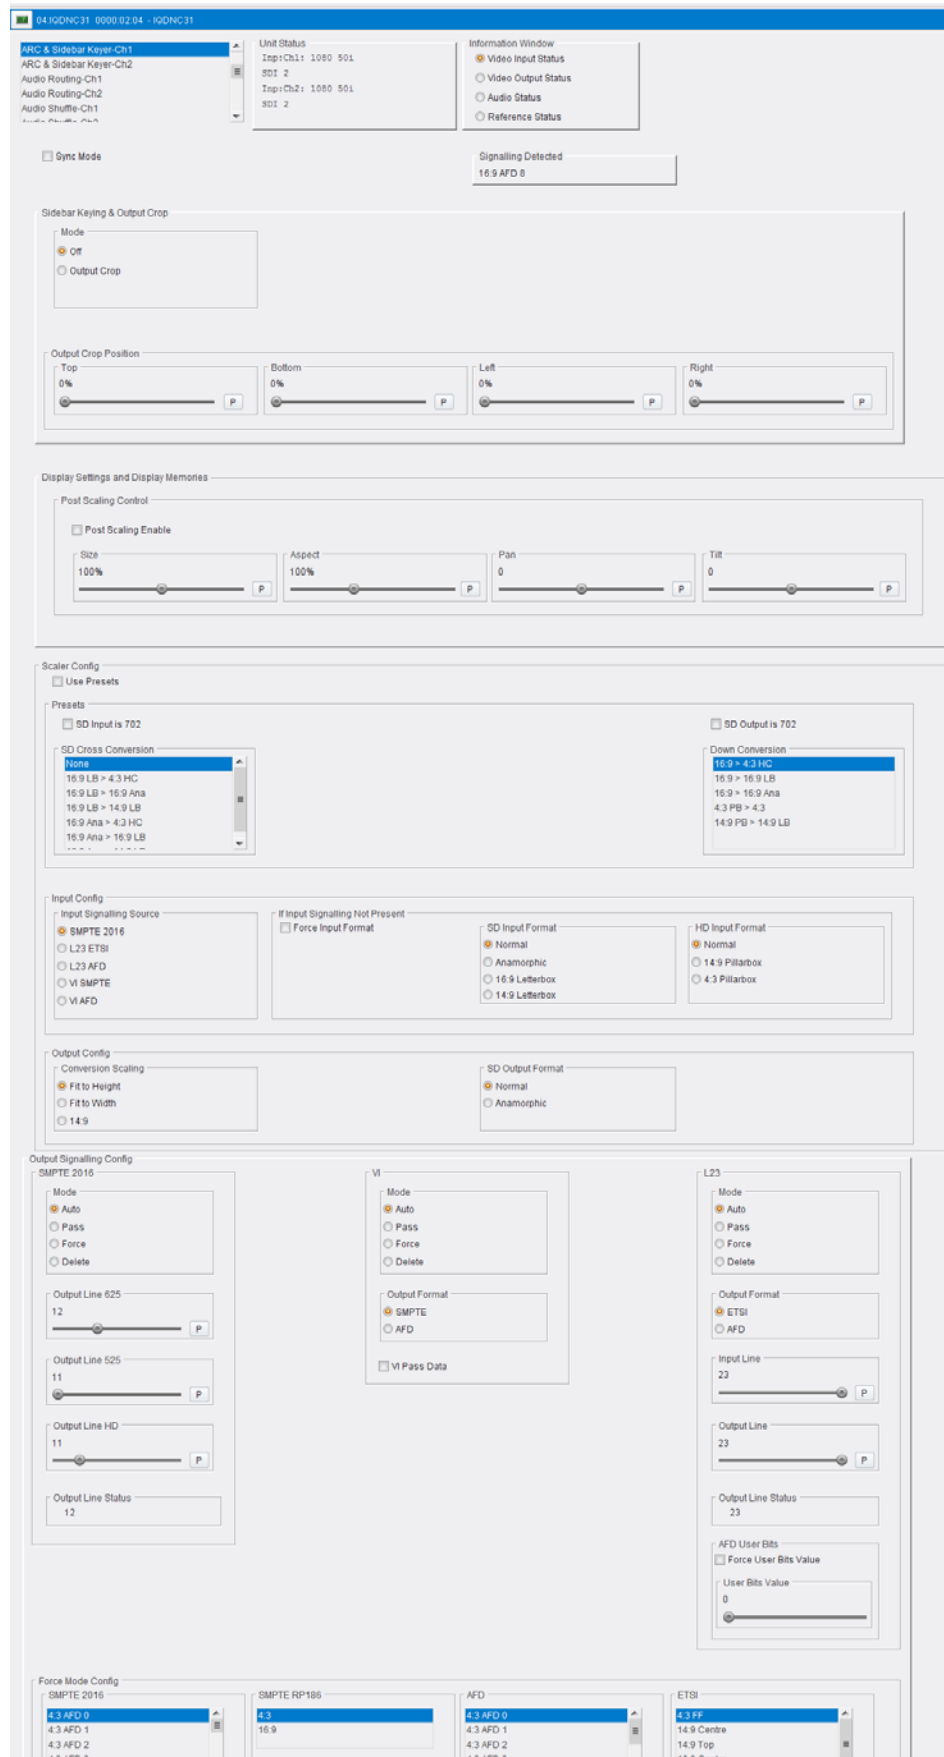 04:IQDNC31 0000:02:04 - IQDNC31
ARC & Sidebar Keyer-Ch1
ARC & Sidebar Keyer-Ch2
Audio Routing-Ch1
Audio Routing-Ch2
Audio Shuffle-Ch1
Audio Shuffle-Ch2
Unit Status
Inp:Ch1: 1080 50i
SDI 2
Inp:Ch2: 1080 50i
SDI 2
Information Window
Video Input Status
Video Output Status
Audio Status
Reference Status
Sync Mode
Signalling Detected
16:9 AFD 8
Sidebar Keying & Output Crop
Mode
Off
Output Crop
Output Crop Position
Top
0%
P
Bottom
0%
P
Left
0%
P
Right
0%
P
Display Settings and Display Memories
Post Scaling Control
Post Scaling Enable
Size
100%
P
Aspect
100%
P
Pan
0
P
Tilt
0
P
Scaler Config
Use Presets
Presets
SD Input is 702
SD Output is 702
SD Cross Conversion
None
16:9 LB > 4:3 HC
16:9 LB > 16:9 Ana
16:9 LB > 14:9 LB
16:9 Ana > 4:3 HC
16:9 Ana > 16:9 LB
Down Conversion
16:9 > 4:3 HC
16:9 > 16:9 LB
16:9 > 16:9 Ana
4:3 PB > 4:3
14:9 PB > 14:9 LB
Input Config
Input Signalling Source
SMPTE 2016
L23 ETSI
L23 AFD
VI SMPTE
VI AFD
If Input Signalling Not Present
Force Input Format
SD Input Format
Normal
Anamorphic
16:9 Letterbox
14:9 Letterbox
HD Input Format
Normal
14:9 Pillarbox
4:3 Pillarbox
Output Config
Conversion Scaling
Fit to Height
Fit to Width
14:9
SD Output Format
Normal
Anamorphic
Output Signalling Config
SMPTE 2016
Mode
Auto
Pass
Force
Delete
Output Line 625
12
P
Output Line 525
11
P
Output Line HD
11
P
Output Line Status
12
VI
Mode
Auto
Pass
Force
Delete
Output Format
SMPTE
AFD
VI Pass Data
L23
Mode
Auto
Pass
Force
Delete
Output Format
ETSI
AFD
Input Line
23
P
Output Line
23
P
Output Line Status
23
AFD User Bits
Force User Bits Value
User Bits Value
0
Force Mode Config
SMPTE 2016
4:3 AFD 0
4:3 AFD 1
4:3 AFD 2
SMPTE RP186
4:3
16:9
AFD
4:3 AFD 0
4:3 AFD 1
4:3 AFD 2
ETSI
4:3 FF
14:9 Centre
14:9 Top